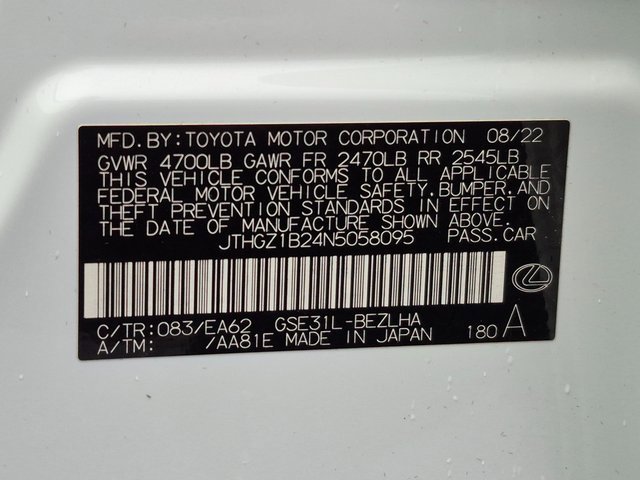 MFD. BY: TOYOTA MOTOR CORPORATION 08/22
GVWR 4700LB GAWR FR 2470LB RR 2545LB
THIS VEHICLE CONFORMS TO ALL APPLICABLE
FEDERAL MOTOR VEHICLE SAFETY, BUMPER, AND
THEFT PREVENTION STANDARDS IN EFFECT ON
THE DATE OF MANUFACTURE SHOWN ABOVE.
JTHGZ1B24N5058095 PASS. CAR
C/TR: 083/EA62 GSE31L-BEZLHA
A/TM: /AA81E MADE IN JAPAN 180 A